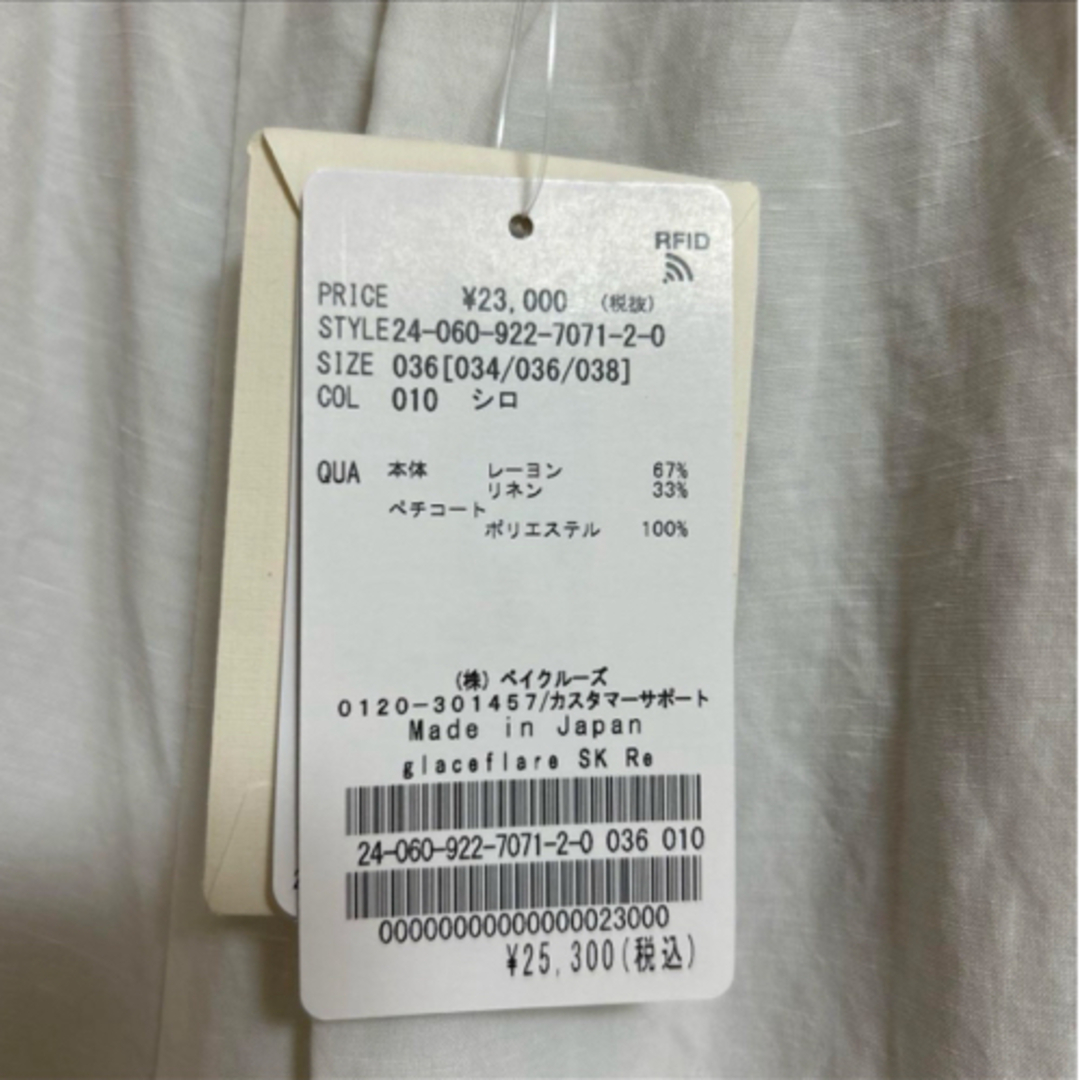 RFID
PRICE ¥23,000 (税抜)
STYLE24-060-922-7071-2-0
SIZE 036[034/036/038]
COL 010 シロ
QUA 本体 レーヨン 67%
リネン 33%
ペチコート
ポリエステル 100%
(株) ベイクルーズ
0120-301457/カスタマーサポート
Made in Japan
glaceflare SK Re
24-060-922-7071-2-0 036 010
00000000000000023000
¥25,300(税込)